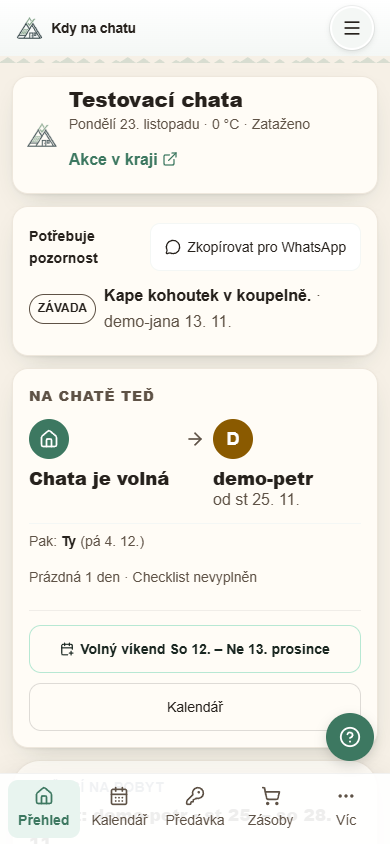 Kdy na chatu
Testovací chata
Pondělí 23. listopadu · 0 °C · Zataženo
Akce v kraji
Potřebuje
pozornost
Zkopírovat pro WhatsApp
ZÁVADA
Kape kohoutek v koupelně. ·
demo-jana 13. 11.
NA CHATĚ TEĎ
D
Chata je volná
demo-petr
od st 25. 11.
Pak: Ty (pá 4. 12.)
Prázdná 1 den · Checklist nevyplněn
Volný víkend So 12. – Ne 13. prosince
Kalendář
Přehled
Kalendář
Předávka
Zásoby
Víc